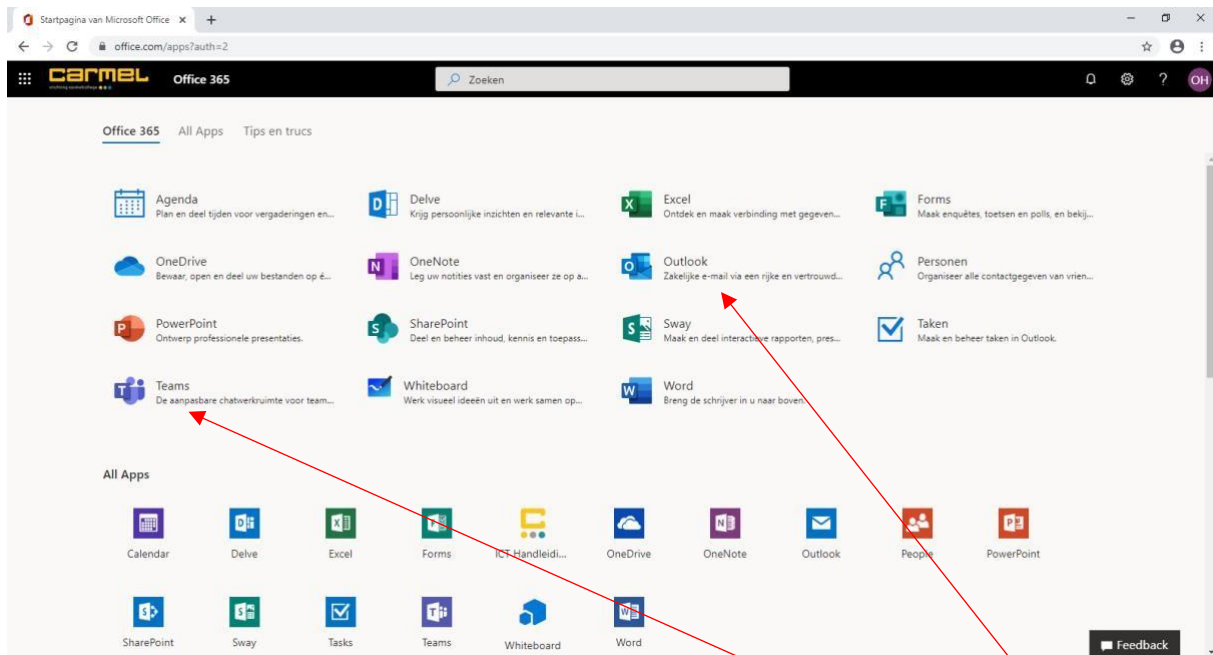 Startpagina van Microsoft Office
office.com/apps?auth=2
carmel
Office 365
Zoeken
OH
Office 365 All Apps Tips en trucs
Agenda
Plan en deel tijden voor vergaderingen en...
Delve
Krijg persoonlijke inzichten en relevante i...
Excel
Ontdek en maak verbinding met gegeven...
Forms
Maak enquêtes, toetsen en polls, en bekij...
OneDrive
Bewaar, open en deel uw bestanden op é...
OneNote
Leg uw notities vast en organiseer ze op a...
Outlook
Zakelijke e-mail via een rijke en vertrouwd...
Personen
Organiseer alle contactgegeven van vrien...
PowerPoint
Ontwerp professionele presentaties.
SharePoint
Deel en beheer inhoud, kennis en toepass...
Sway
Maak en deel interactieve rapporten, pres...
Taken
Maak en beheer taken in Outlook.
Teams
De aanpasbare chatwerkruimte voor team...
Whiteboard
Werk visueel ideeën uit en werk samen op...
Word
Breng de schrijver in u naar boven.
All Apps
Calendar Delve Excel Forms ICT Handleidi... OneDrive OneNote Outlook People PowerPoint
SharePoint Sway Tasks Teams Whiteboard Word
Feedback